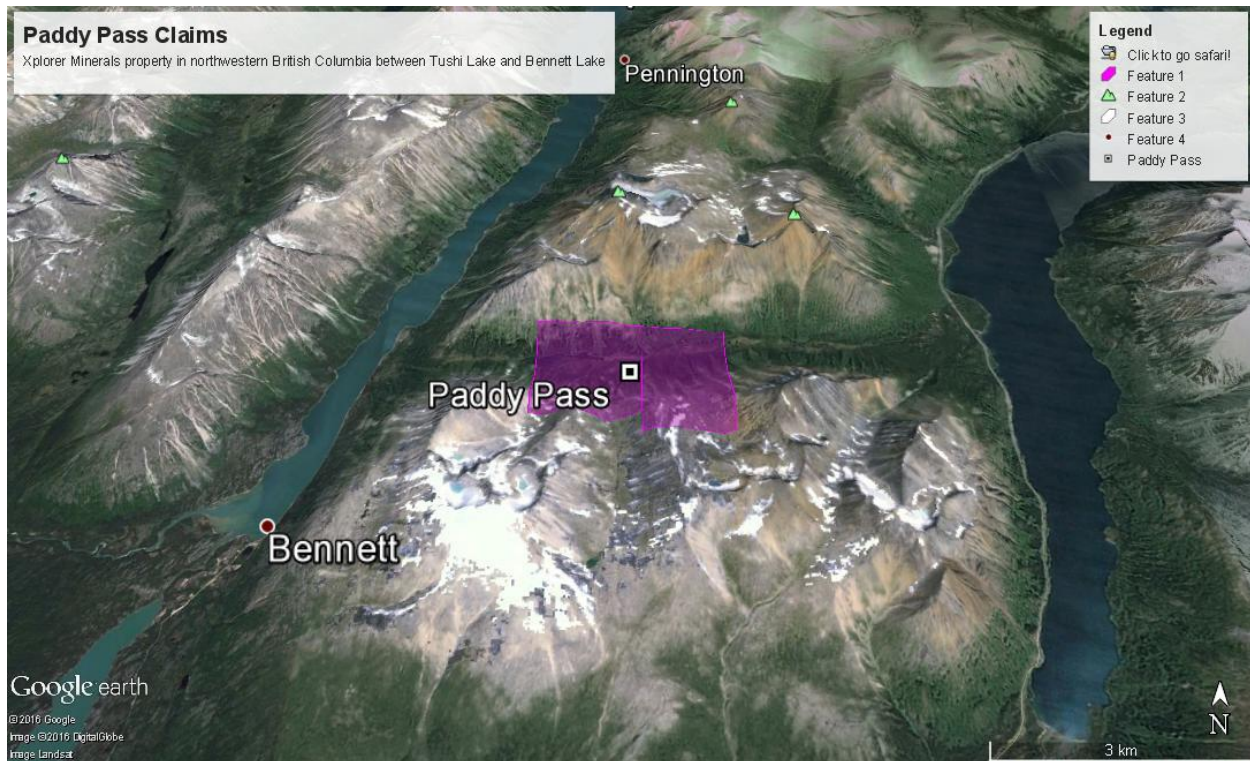 Paddy Pass Claims
Xplorer Minerals property in northwestern British Columbia between Tushi Lake and Bennett Lake
Legend
Click to go safari!
Feature 1
Feature 2
Feature 3
Feature 4
Paddy Pass
Pennington
Paddy Pass
Bennett
Google earth
© 2016 Google
Image © 2016 DigitalGlobe
Image Landsat
N
3 km